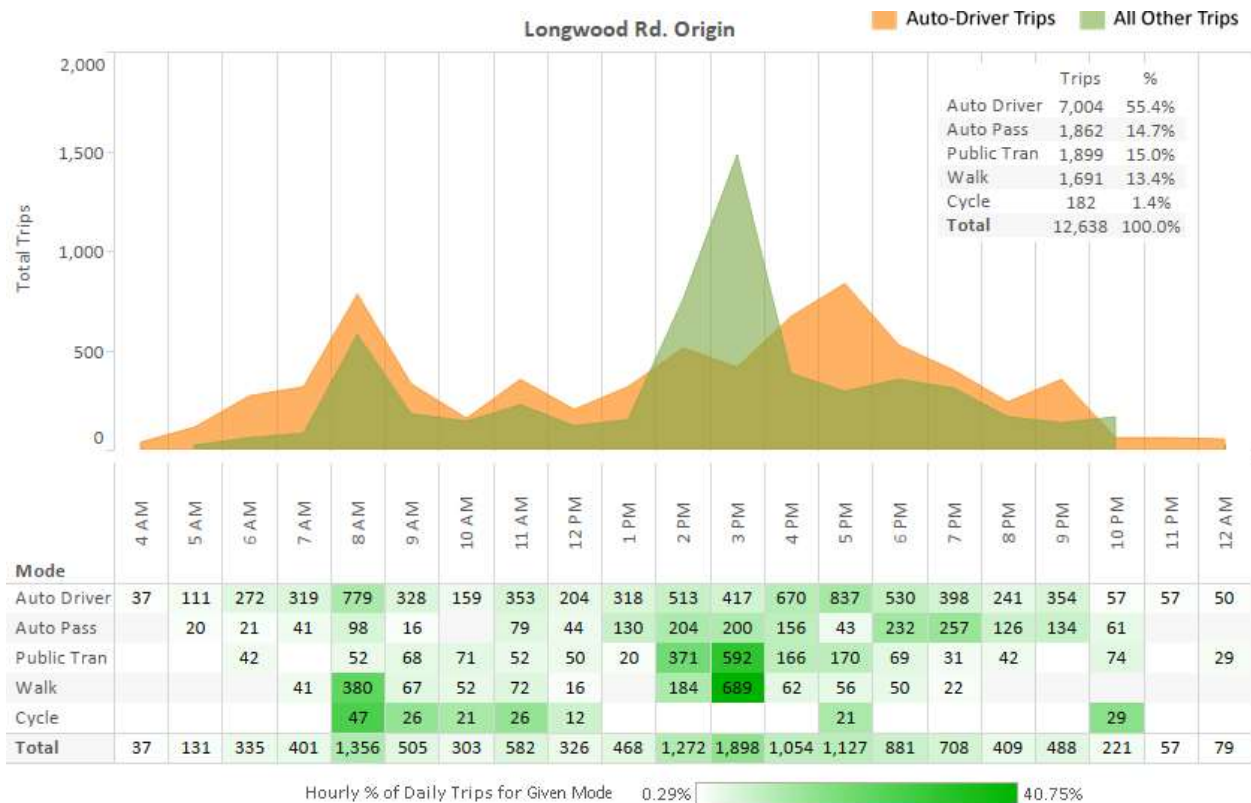 Longwood Rd. Origin
Auto-Driver Trips All Other Trips
Total Trips
2,000
1,500
1,000
500
0
Trips %
Auto Driver 7,004 55.4%
Auto Pass 1,862 14.7%
Public Tran 1,899 15.0%
Walk 1,691 13.4%
Cycle 182 1.4%
Total 12,638 100.0%
4 AM 5 AM 6 AM 7 AM 8 AM 9 AM 10 AM 11 AM 12 PM 1 PM 2 PM 3 PM 4 PM 5 PM 6 PM 7 PM 8 PM 9 PM 10 PM 11 PM 12 AM
Mode
Auto Driver 37 111 272 319 779 328 159 353 204 318 513 417 670 837 530 398 241 354 57 57 50
Auto Pass 20 21 41 98 16 79 44 130 204 200 156 43 232 257 126 134 61
Public Tran 42 52 68 71 52 50 20 371 592 166 170 69 31 42 74 29
Walk 41 380 67 52 72 16 184 689 62 56 50 22
Cycle 47 26 21 26 12 21 29
Total 37 131 335 401 1,356 505 303 582 326 468 1,272 1,898 1,054 1,127 881 708 409 488 221 57 79
Hourly % of Daily Trips for Given Mode 0.29% 40.75%